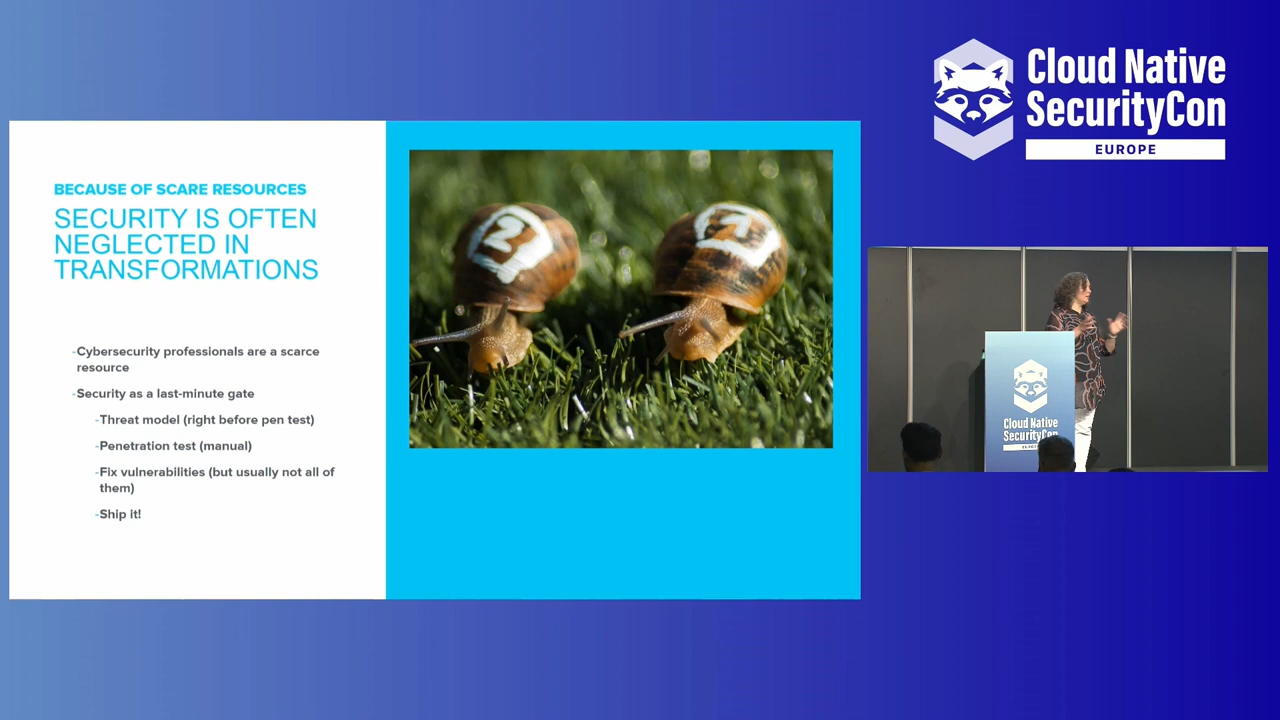 BECAUSE OF SCARE RESOURCES
SECURITY IS OFTEN
NEGLECTED IN
TRANSFORMATIONS
-Cybersecurity professionals are a scarce
resource
-Security as a last-minute gate
-Threat model (right before pen test)
-Penetration test (manual)
-Fix vulnerabilities (but usually not all of
them)
-Ship it!
2
Cloud Native
SecurityCon
EUROPE
Cloud Native
SecurityCon